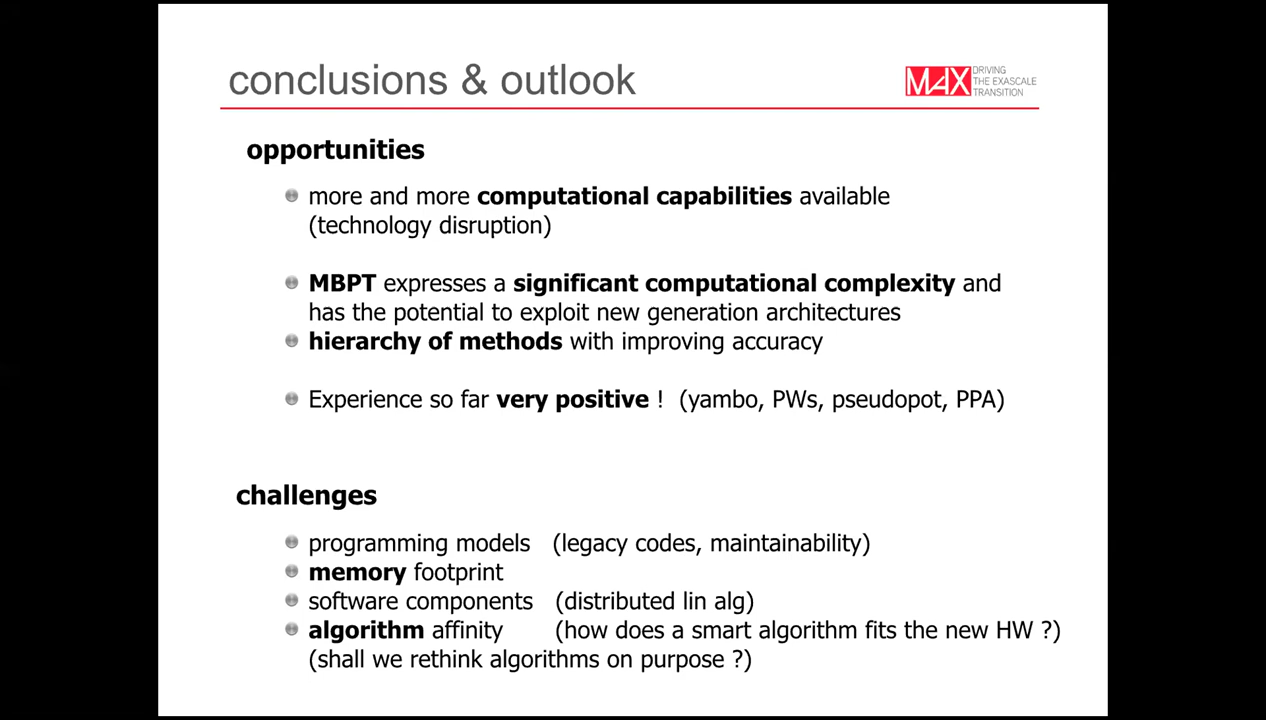 conclusions & outlook
MAX DRIVING
THE EXASCALE
TRANSITION
opportunities
more and more computational capabilities available
(technology disruption)
MBPT expresses a significant computational complexity and
has the potential to exploit new generation architectures
hierarchy of methods with improving accuracy
Experience so far very positive ! (yambo, PWs, pseudopot, PPA)
challenges
programming models (legacy codes, maintainability)
memory footprint
software components (distributed lin alg)
algorithm affinity (how does a smart algorithm fits the new HW ?)
(shall we rethink algorithms on purpose ?)